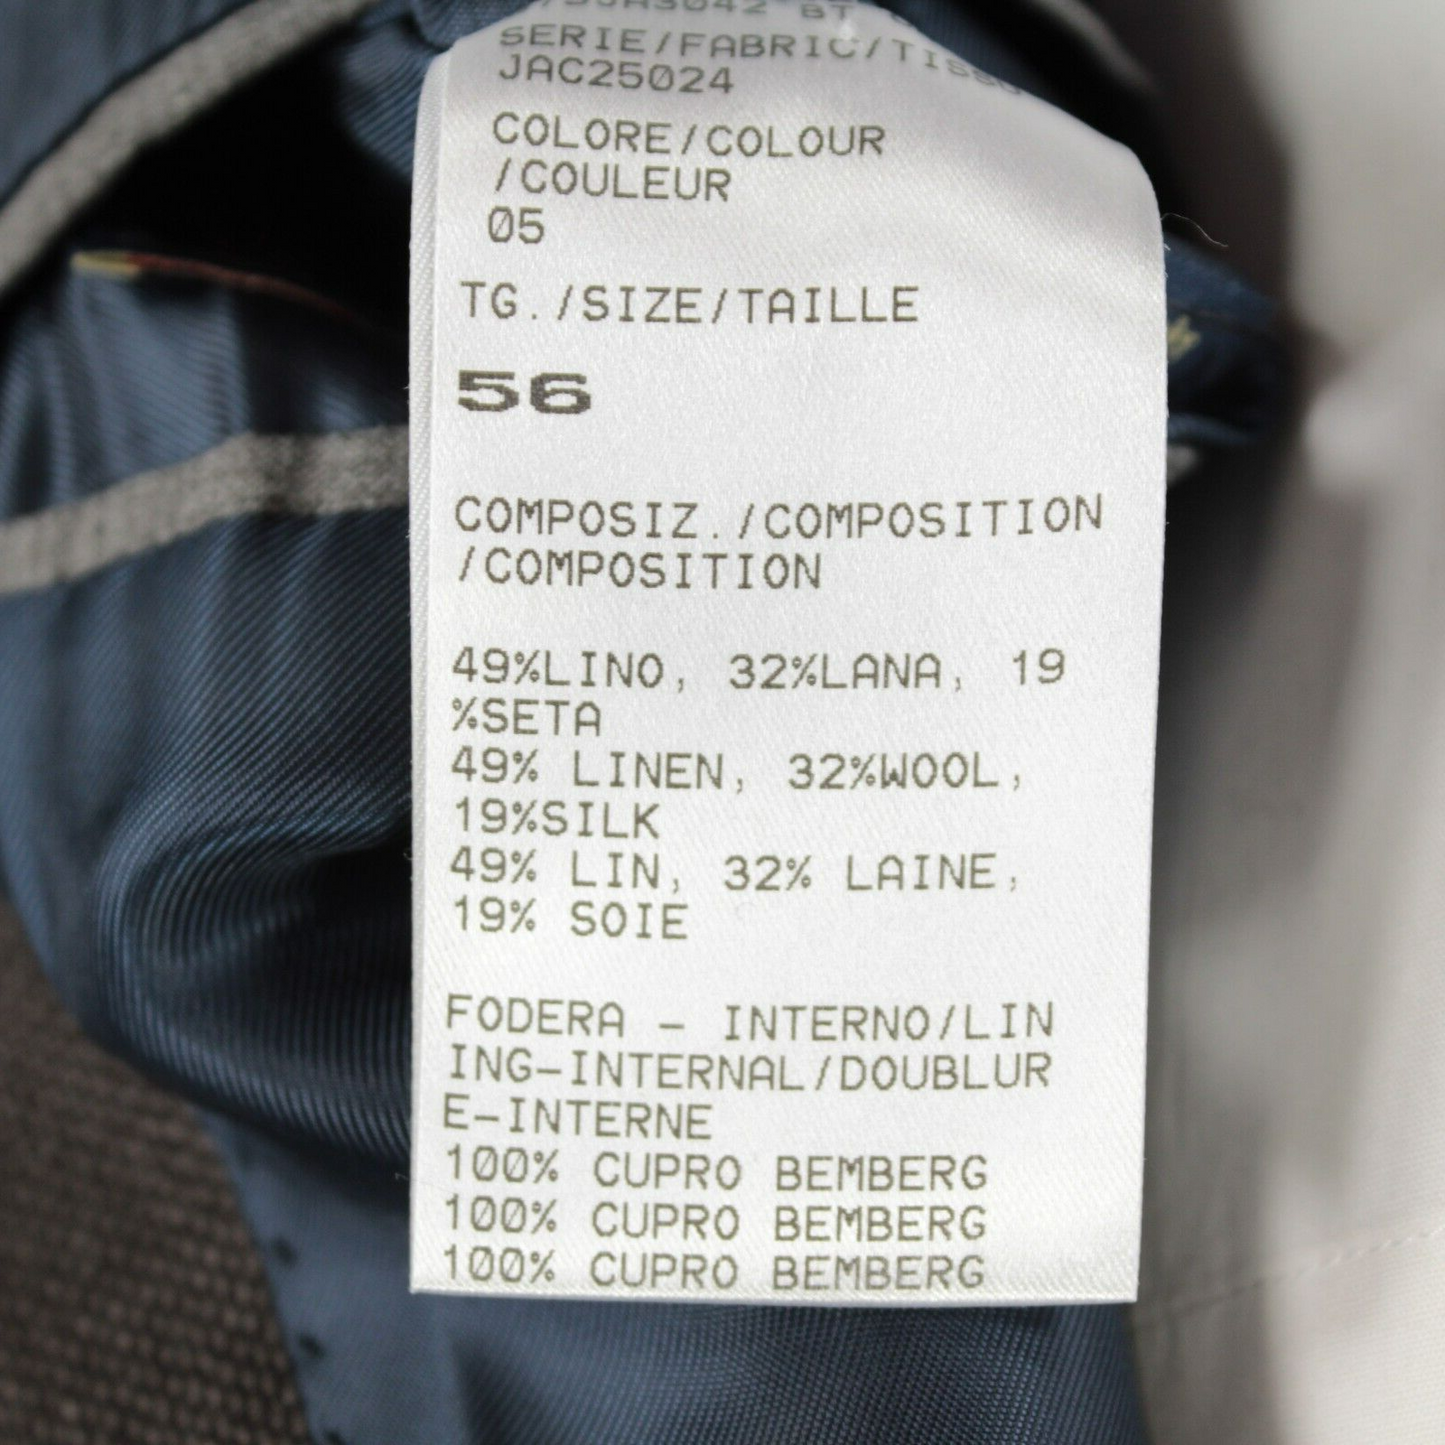 SERIE/FABRIC/TISSU
JAC25024
COLORE/COLOUR
/COULEUR
05
TG./SIZE/TAILLE
56
COMPOSIZ./COMPOSITION
/COMPOSITION
49%LINO, 32%LANA, 19
%SETA
49% LINEN, 32%WOOL,
19%SILK
49% LIN, 32% LAINE,
19% SOIE
FODERA - INTERNO/LIN
ING-INTERNAL/DOUBLUR
E-INTERNE
100% CUPRO BEMBERG
100% CUPRO BEMBERG
100% CUPRO BEMBERG